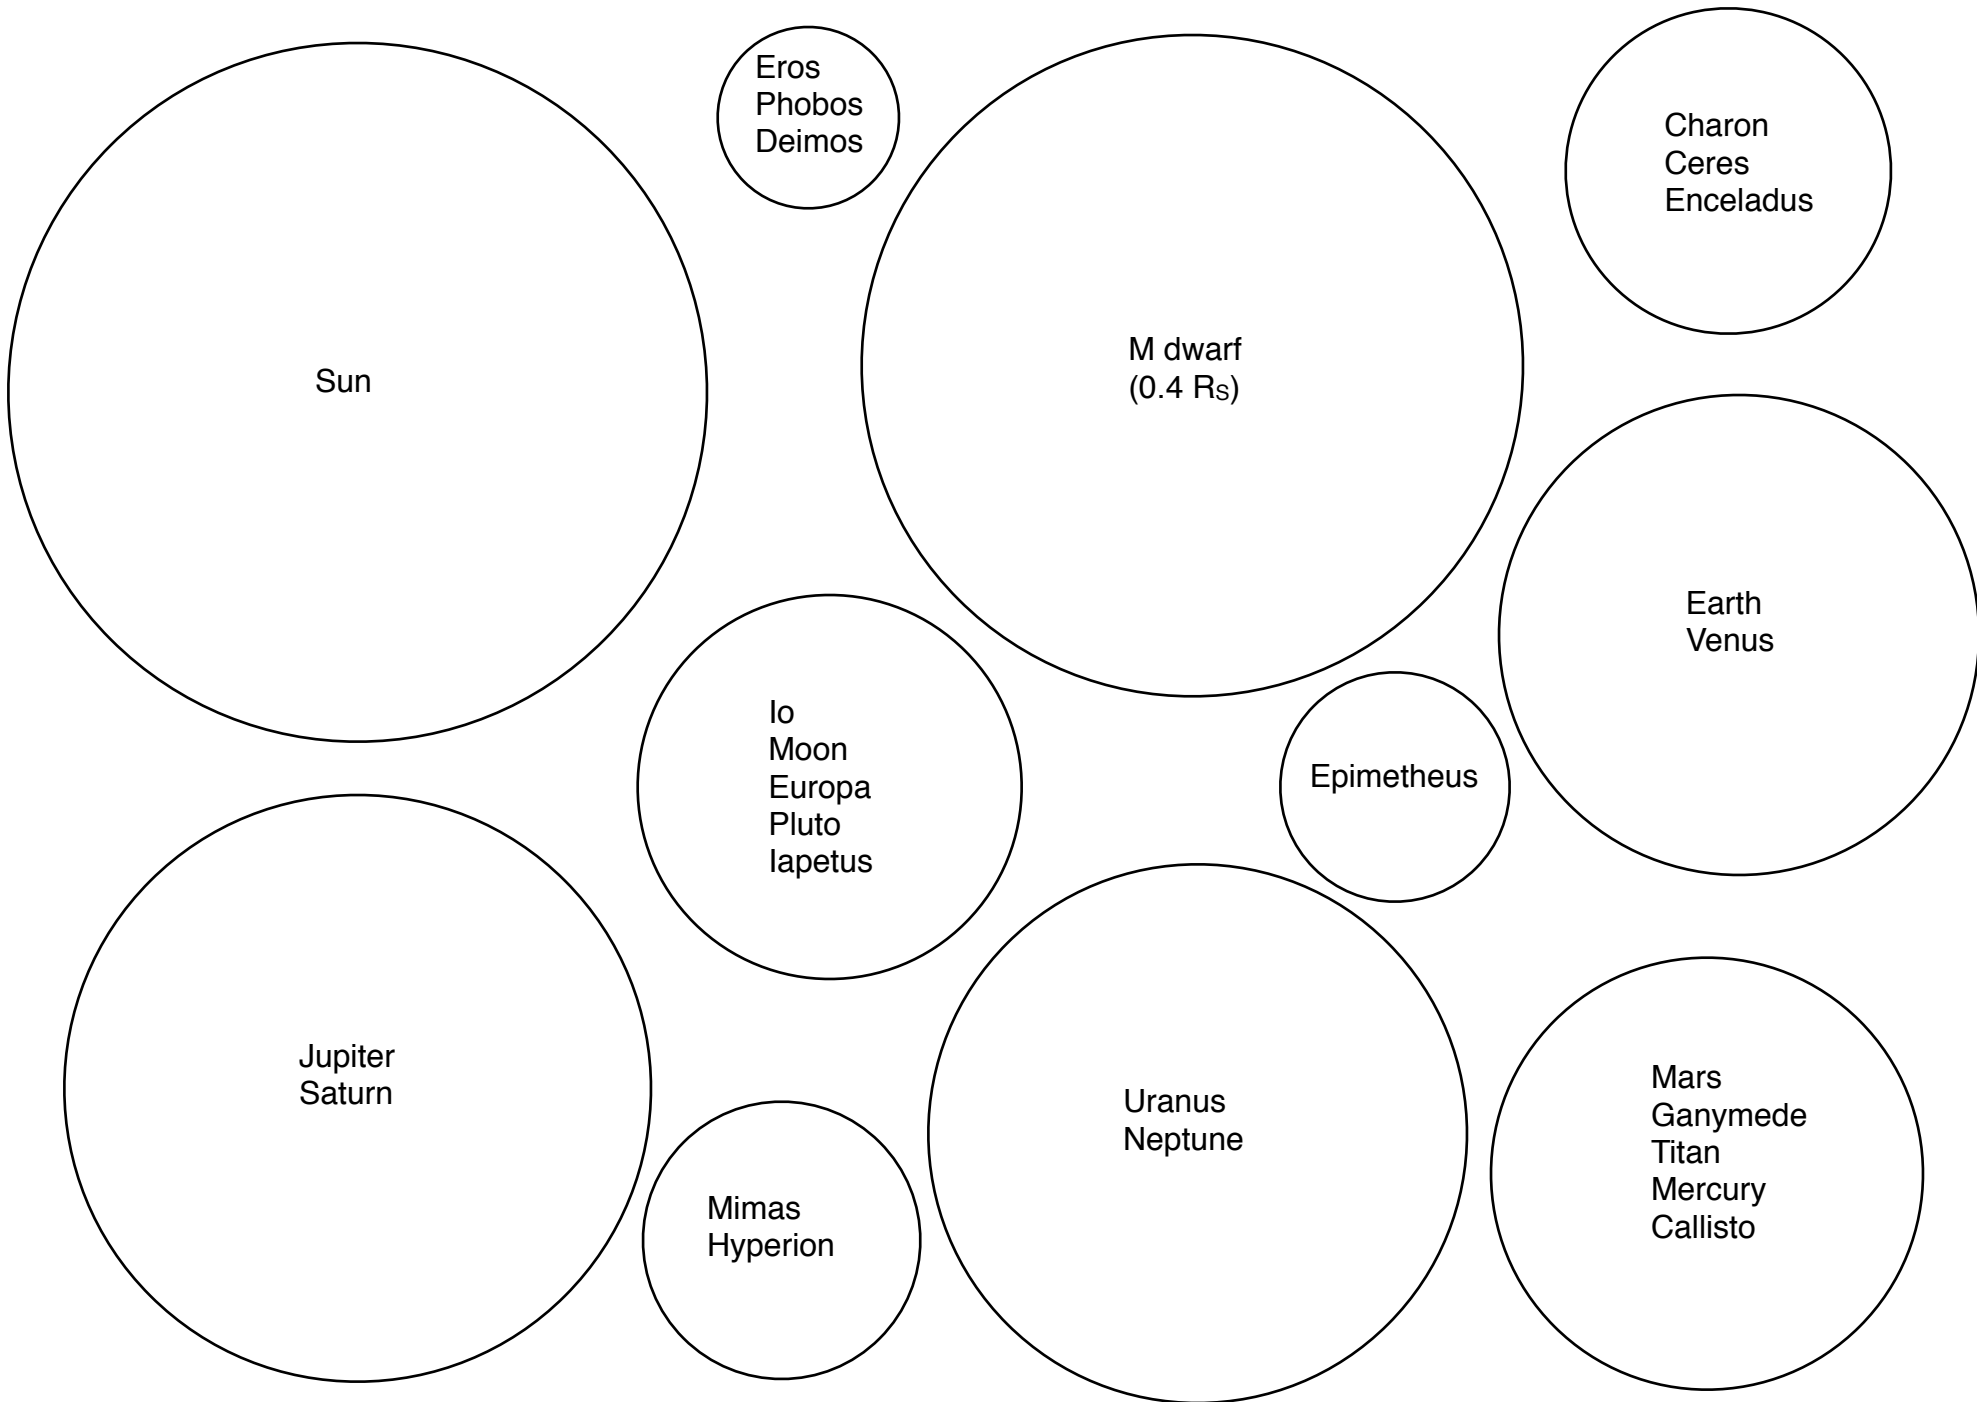 Sun
Eros
Phobos
Deimos
M dwarf
(0.4 RS)
Charon
Ceres
Enceladus
Earth
Venus
Io
Moon
Europa
Pluto
Iapetus
Epimetheus
Jupiter
Saturn
Mimas
Hyperion
Uranus
Neptune
Mars
Ganymede
Titan
Mercury
Callisto